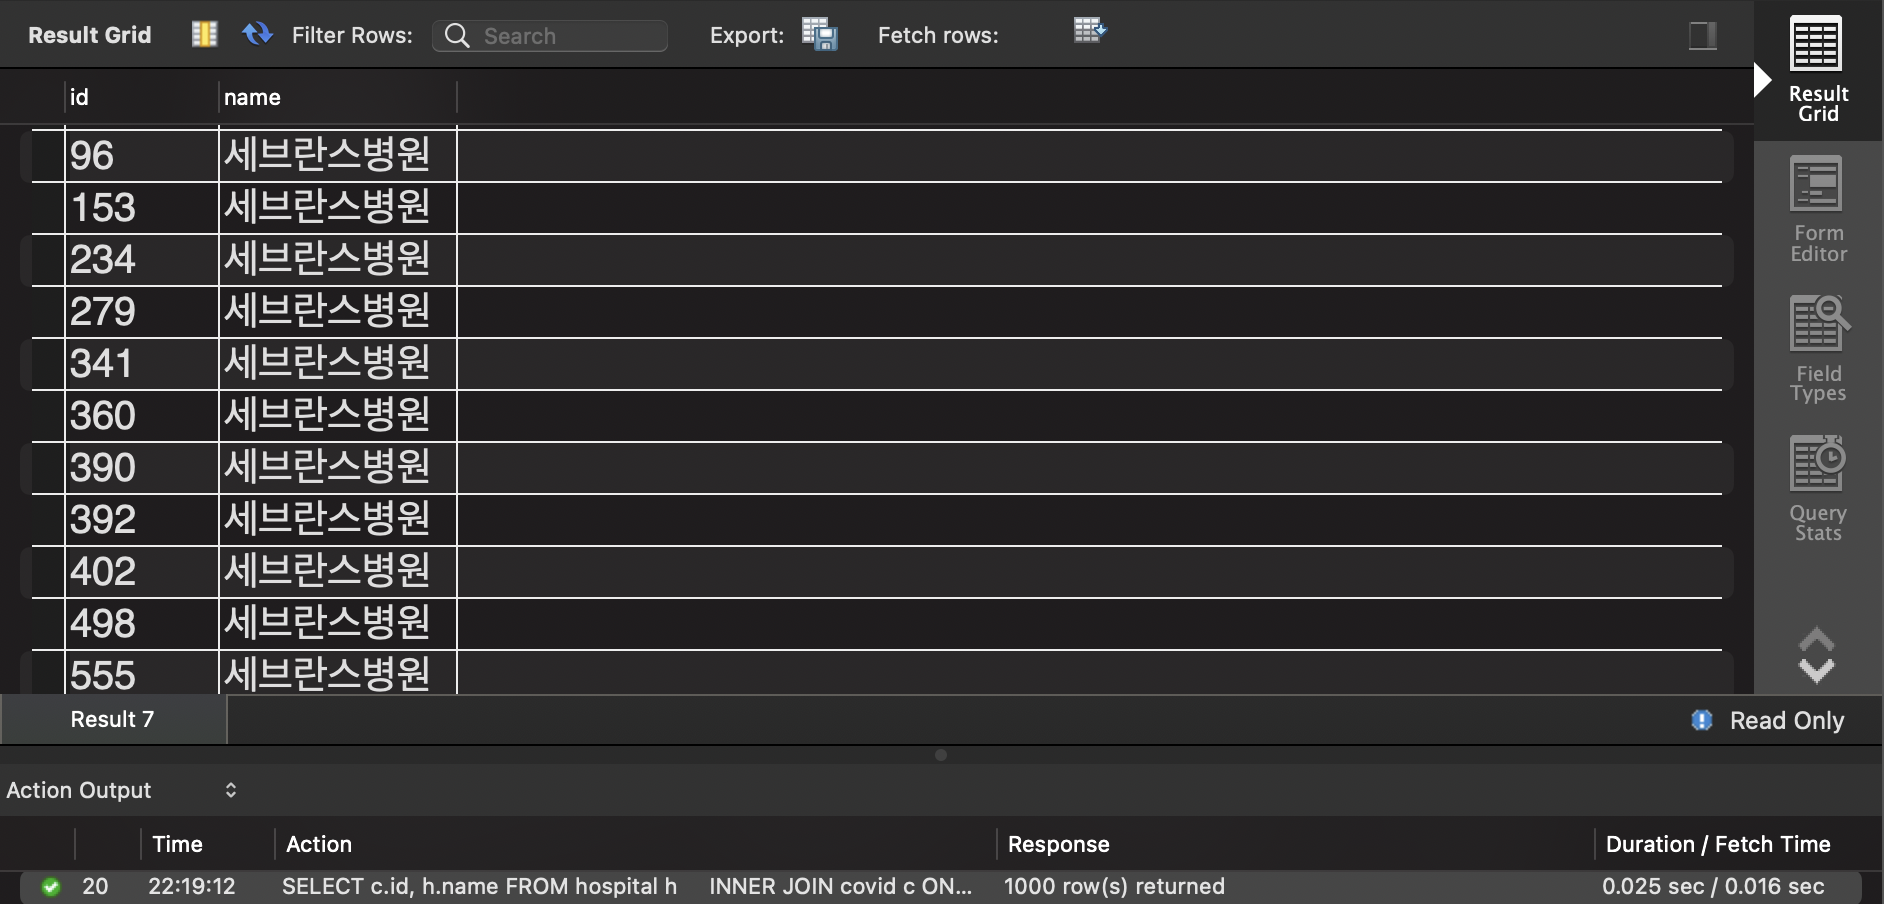 Result Grid Filter Rows: Search Export: Fetch rows:
id name
96 세브란스병원
153 세브란스병원
234 세브란스병원
279 세브란스병원
341 세브란스병원
360 세브란스병원
390 세브란스병원
392 세브란스병원
402 세브란스병원
498 세브란스병원
555 세브란스병원
Result
Grid
Form
Editor
Field
Types
Query
Stats
Result 7 Read Only
Action Output
Time Action Response Duration / Fetch Time
20 22:19:12 SELECT c.id, h.name FROM hospital h INNER JOIN covid c ON... 1000 row(s) returned 0.025 sec / 0.016 sec